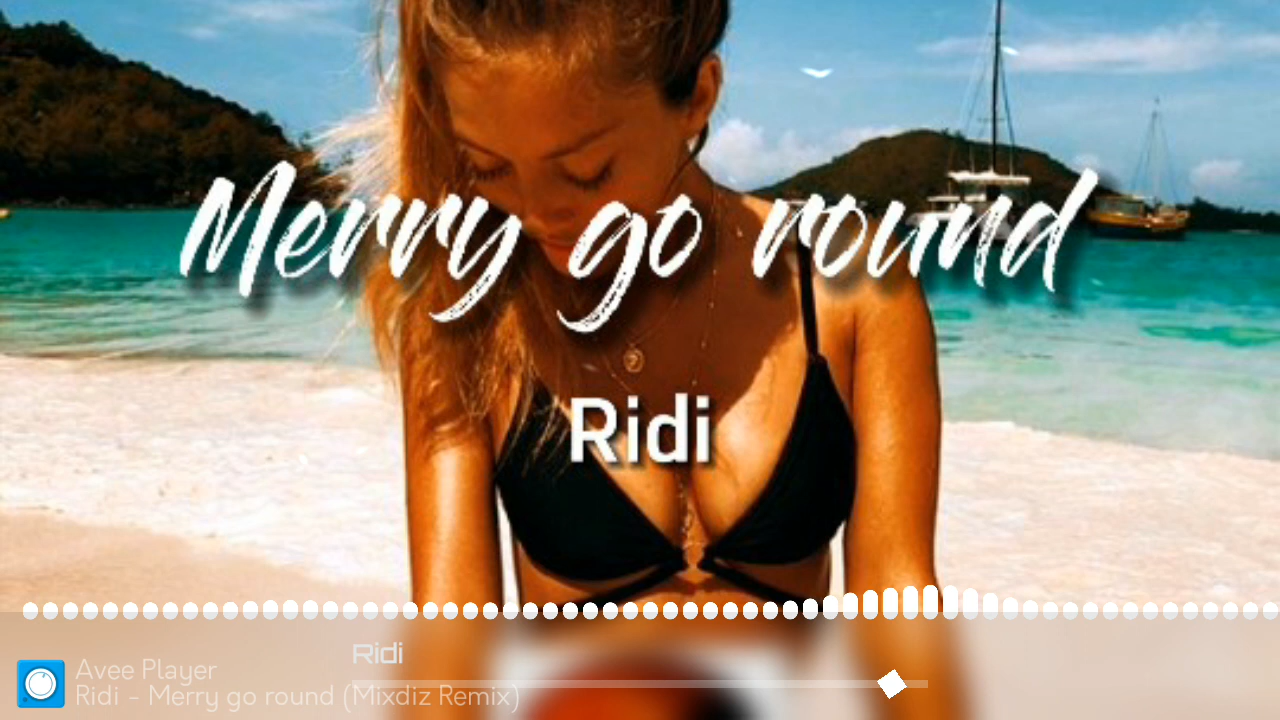 Merry go round
Ridi
Ridi
Avee Player
Ridi - Merry go round (Mixdiz Remix)